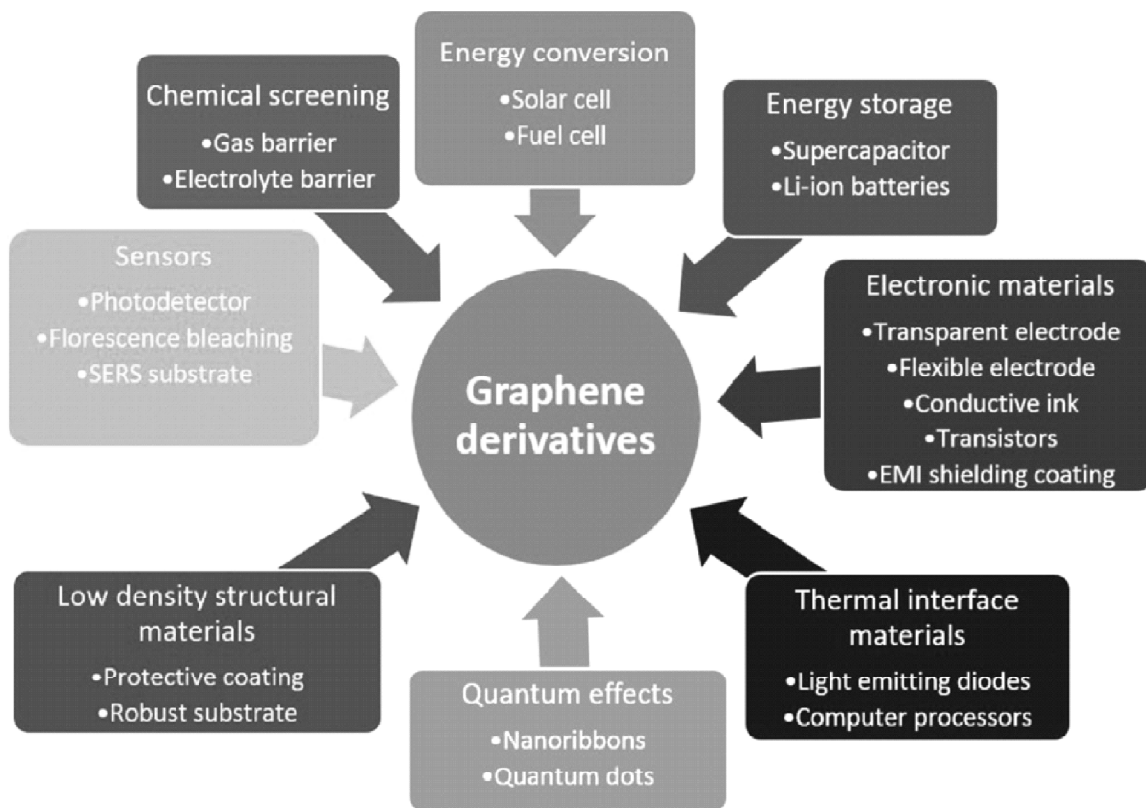 Energy conversion
•Solar cell
•Fuel cell
Chemical screening
•Gas barrier
•Electrolyte barrier
Energy storage
•Supercapacitor
•Li-ion batteries
Sensors
•Photodetector
•Florescence bleaching
•SERS substrate
Electronic materials
•Transparent electrode
•Flexible electrode
•Conductive ink
•Transistors
•EMI shielding coating
Graphene
derivatives
Low density structural
materials
•Protective coating
•Robust substrate
Quantum effects
•Nanoribbons
•Quantum dots
Thermal interface
materials
•Light emitting diodes
•Computer processors